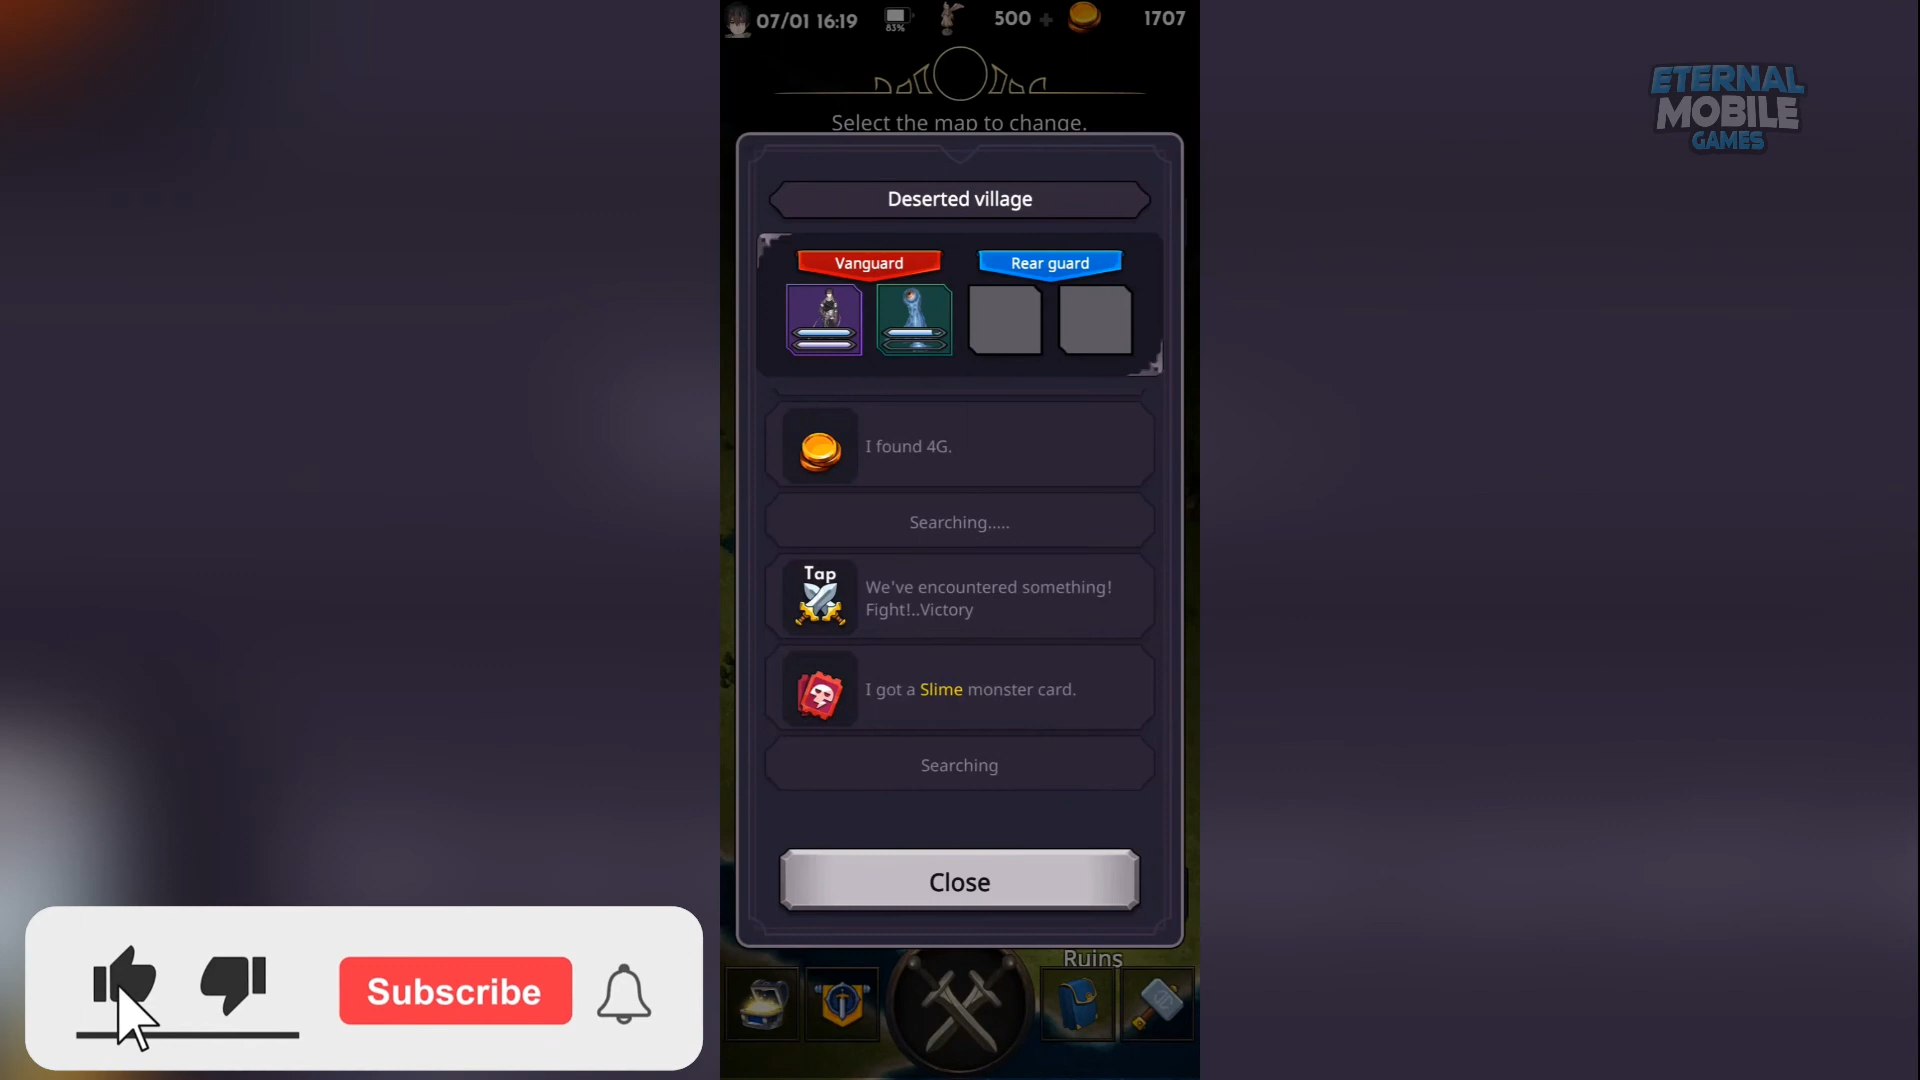 07/01 16:19
83%
500
1707
ETERNAL
MOBILE
GAMES
Select the map to change.
Deserted village
Vanguard
Rear guard
I found 4G.
Searching.....
Tap
We've encountered something!
Fight!..Victory
I got a Slime monster card.
Searching
Close
Ruins
Subscribe